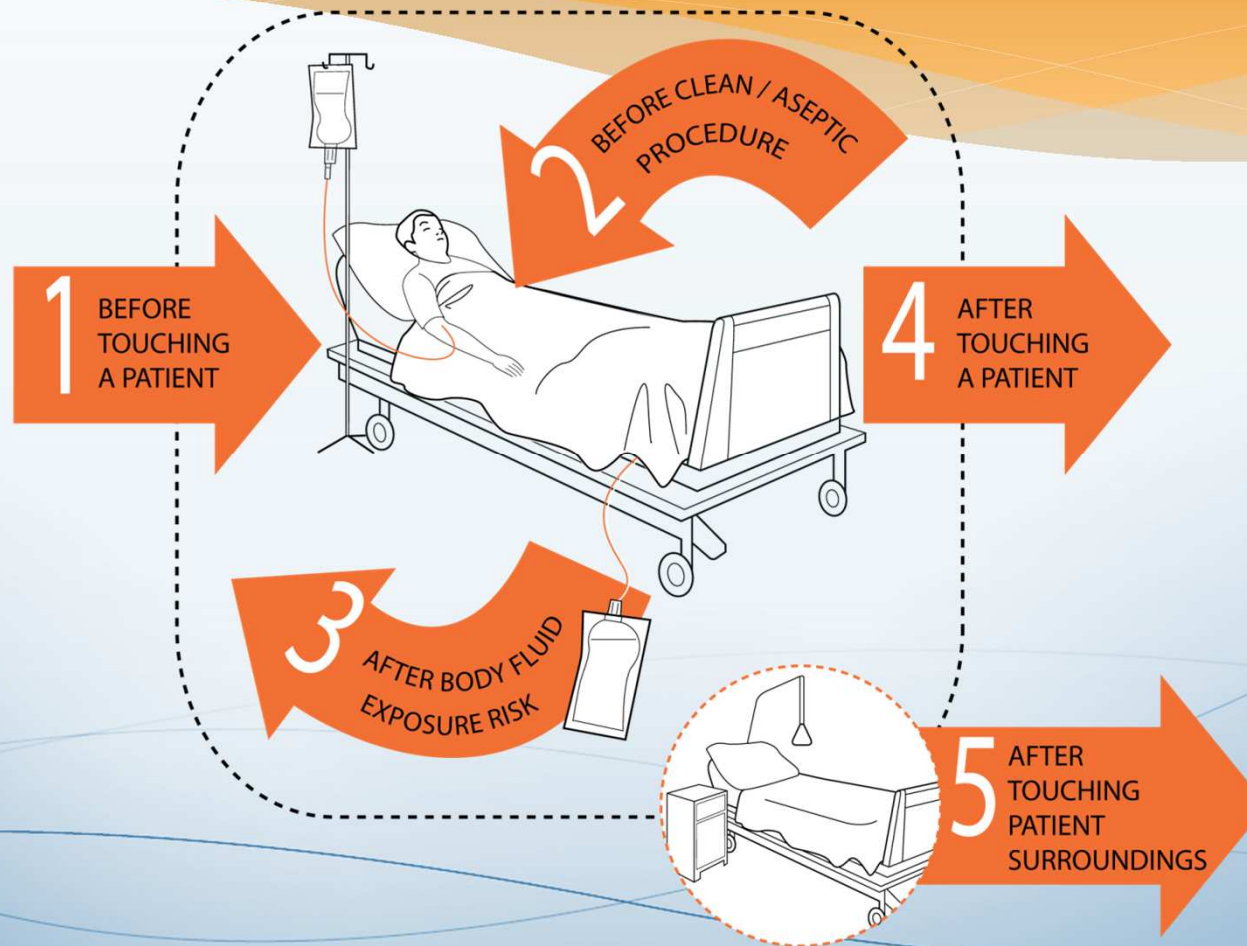 1
BEFORE
TOUCHING
A PATIENT
2
BEFORE CLEAN / ASEPTIC
PROCEDURE
3
AFTER BODY FLUID
EXPOSURE RISK
4
AFTER
TOUCHING
A PATIENT
5
AFTER
TOUCHING
PATIENT
SURROUNDINGS